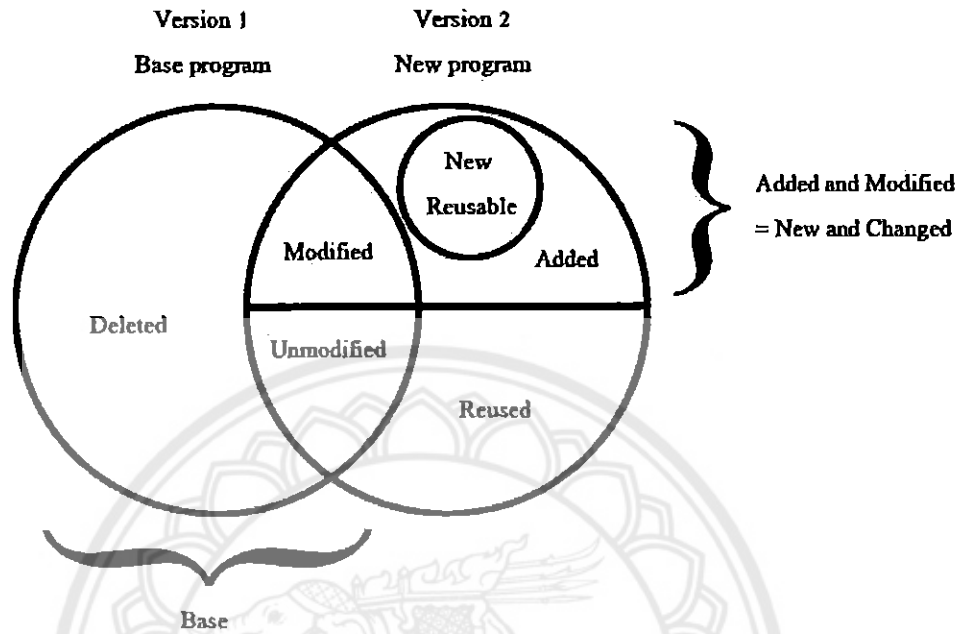 Version 1
Base program
Version 2
New program
New
Reusable
Modified
Added
Added and Modified
= New and Changed
Deleted
Unmodified
Reused
Base